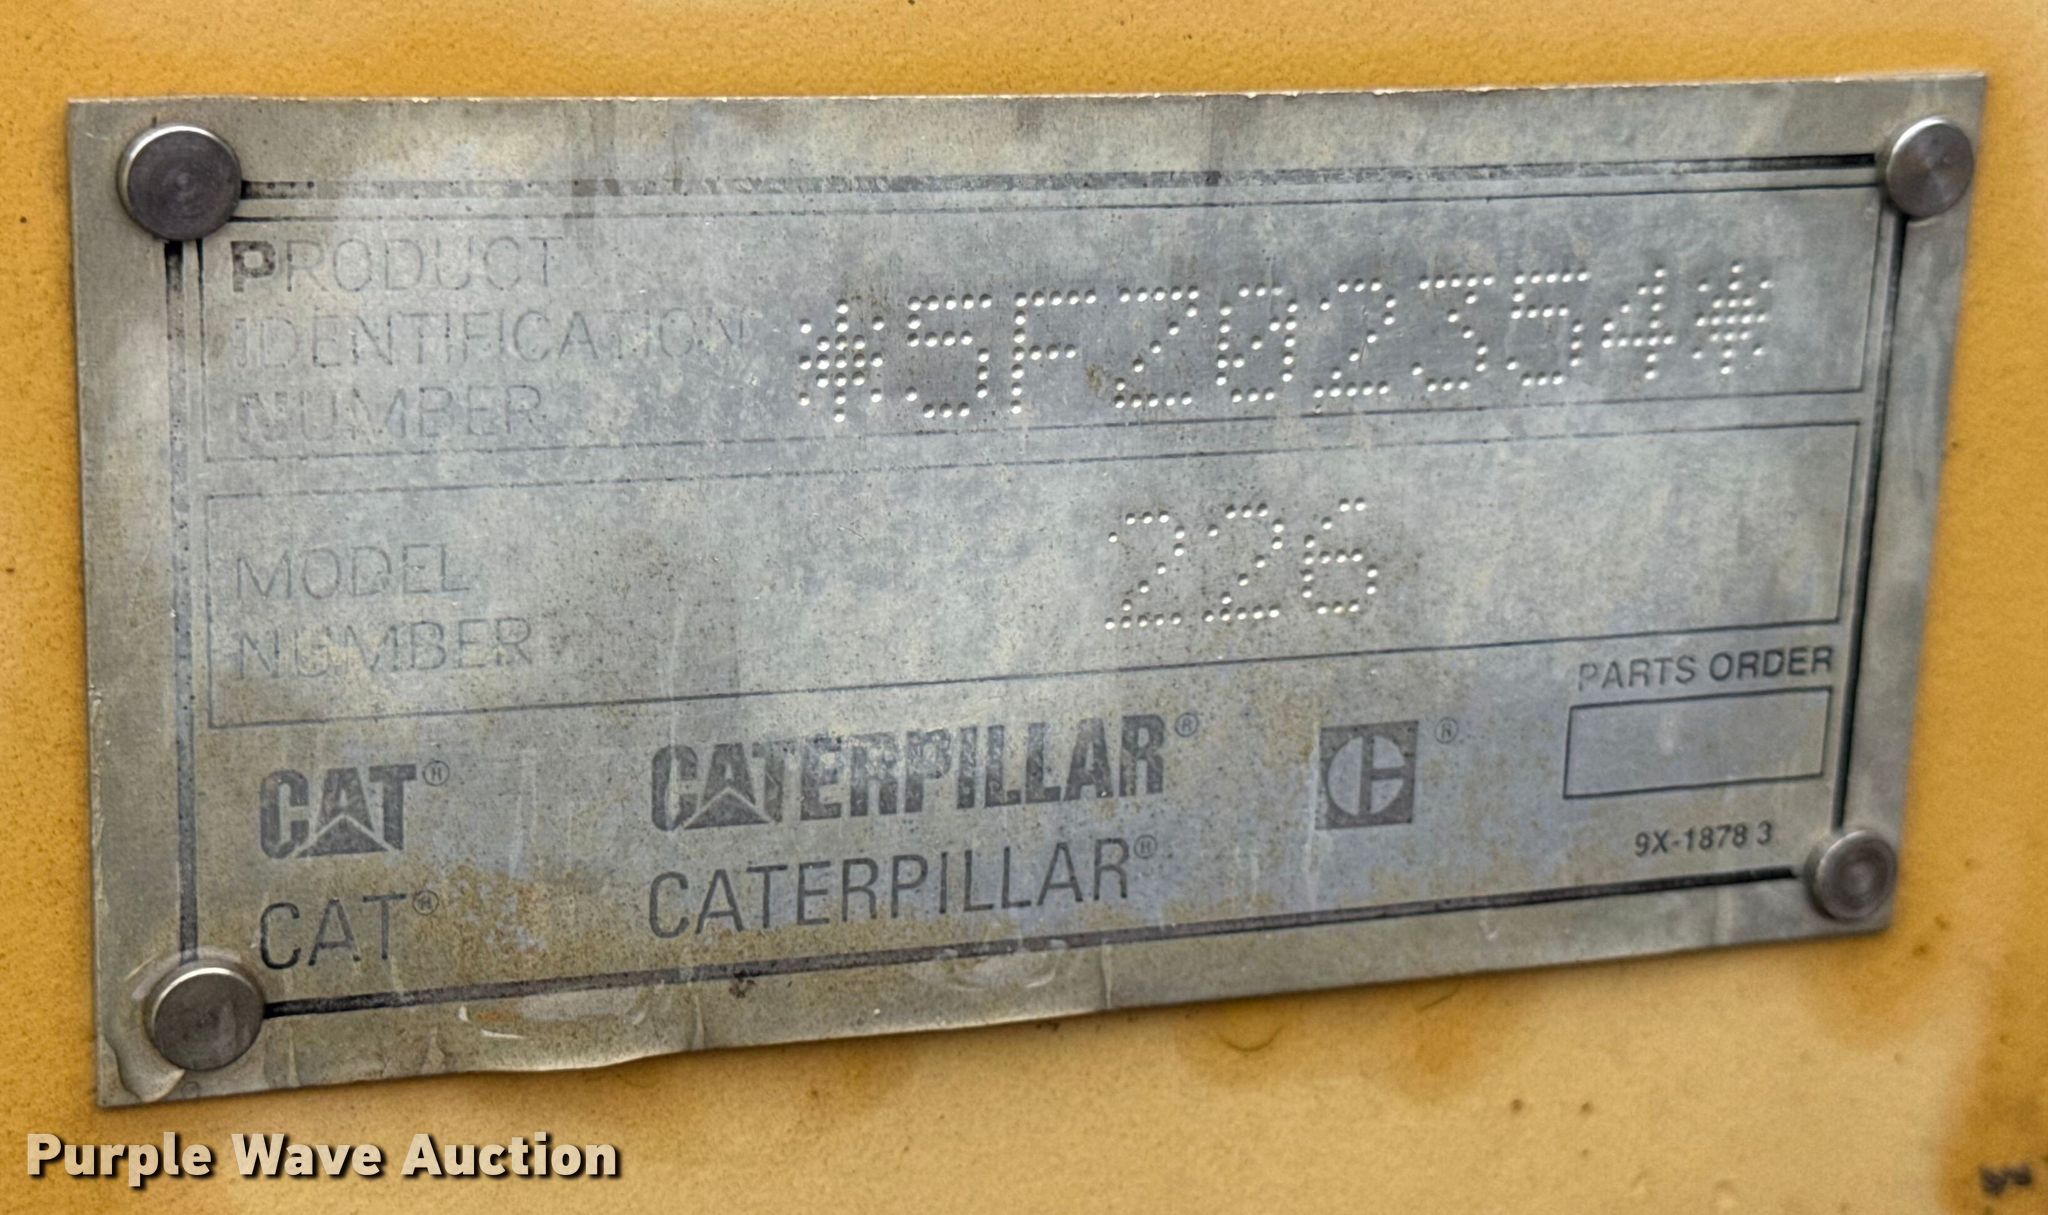 PRODUCT
IDENTIFICATION
NUMBER
*5FZ02354*
MODEL
NUMBER
226
PARTS ORDER
CAT®
CATERPILLAR®
C®
9X-1878 3
CAT®
CATERPILLAR®
Purple Wave Auction